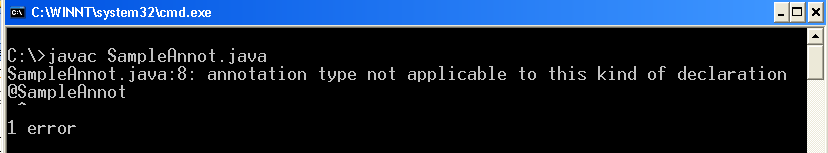 C:\WINNT\system32\cmd.exe
C:\>javac SampleAnnot.java
SampleAnnot.java:8: annotation type not applicable to this kind of declaration
@SampleAnnot
^
1 error